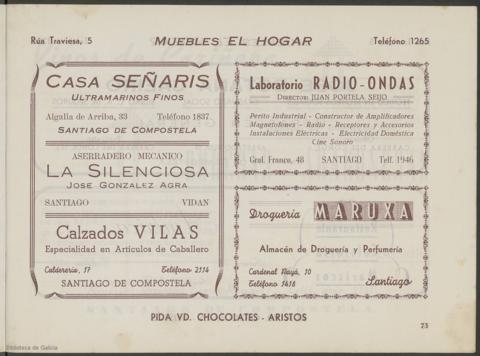 Rúa Traviesa, 5 MUEBLES EL HOGAR Teléfono 1265
CASA SEÑARIS
ULTRAMARINOS FINOS
Algalia de Arriba, 33 Teléfono 1837
SANTIAGO DE COMPOSTELA
ASERRADERO MECANICO
LA SILENCIOSA
JOSE GONZALEZ AGRA
SANTIAGO VIDAN
Calzados VILAS
Especialidad en Artículos de Caballero
Calderería, 17 Teléfono 2114
SANTIAGO DE COMPOSTELA
Laboratorio RADIO-ONDAS
DIRECTOR: JUAN PORTELA SEIJO
Perito Industrial - Constructor de Amplificadores
Magnetofones - Radio - Receptores y Accesorios
Instalaciones Eléctricas - Electricidad Doméstica
Cine Sonoro
Gral. Franco, 48 SANTIAGO Telf. 1946
Droguería MARUXA
Almacén de Droguería y Perfumería
Cardenal Payá, 10
Teléfono 1418 Santiago
PIDA VD. CHOCOLATES - ARISTOS
23
Biblioteca de Galicia